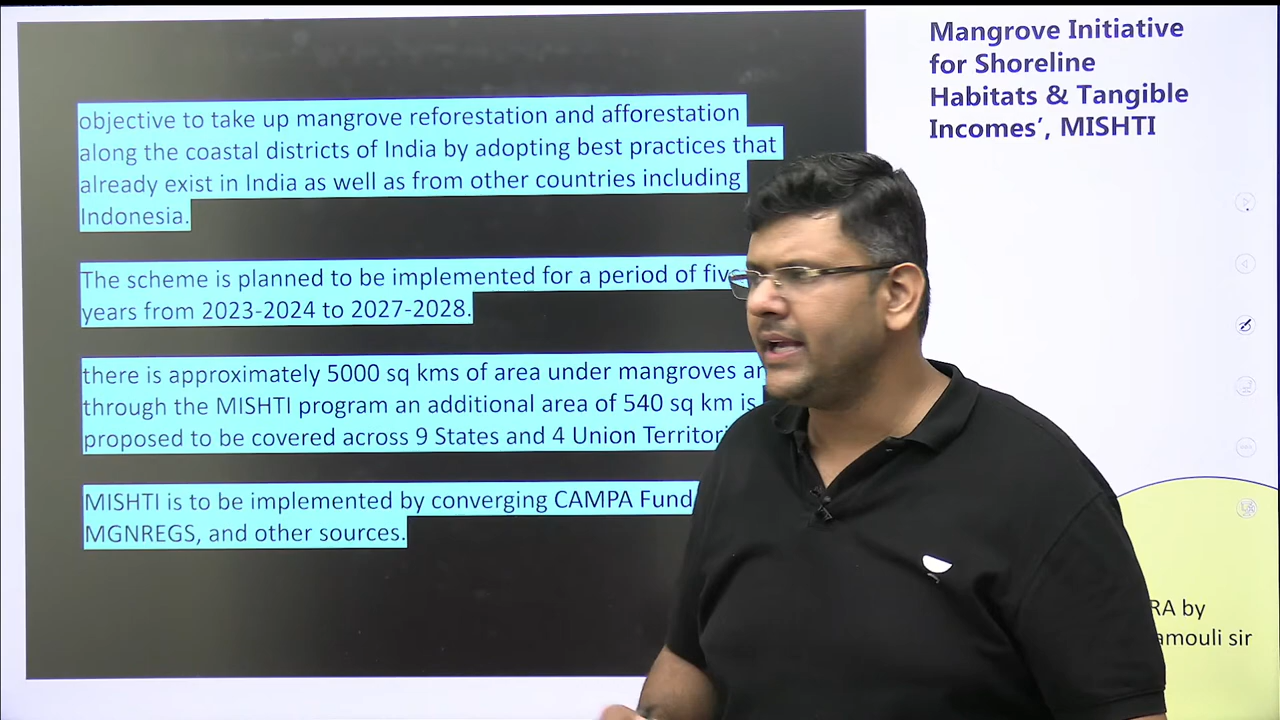 objective to take up mangrove reforestation and afforestation
along the coastal districts of India by adopting best practices that
already exist in India as well as from other countries including
Indonesia.
The scheme is planned to be implemented for a period of five
years from 2023-2024 to 2027-2028.
there is approximately 5000 sq kms of area under mangroves an
through the MISHTI program an additional area of 540 sq km is
proposed to be covered across 9 States and 4 Union Territori
MISHTI is to be implemented by converging CAMPA Fund
MGNREGS, and other sources.
Mangrove Initiative
for Shoreline
Habitats & Tangible
Incomes’, MISHTI
RA by
amouli sir